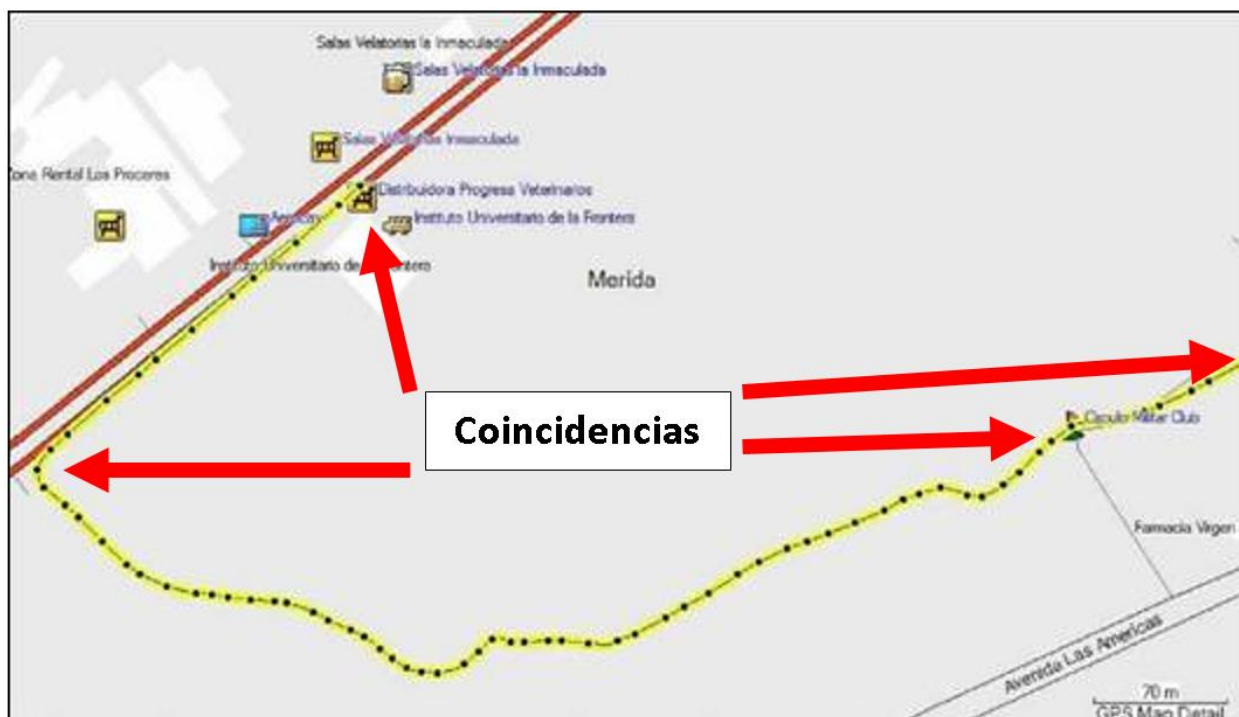 Salas Velatorias la Inmaculada
Salas Velatorias la Inmaculada
Salas Velatorias Inmaculada
Zona Rental Los Proceres
Distribuidora Progresa Veterinarios
Instituto Universitario de la Frontera
Instituto Universitario de Frontera
Merida
Coincidencias
Circulo Militar Club
Farmacia Virgen
Avenida Las Americas
70 m
GPS Map Detail